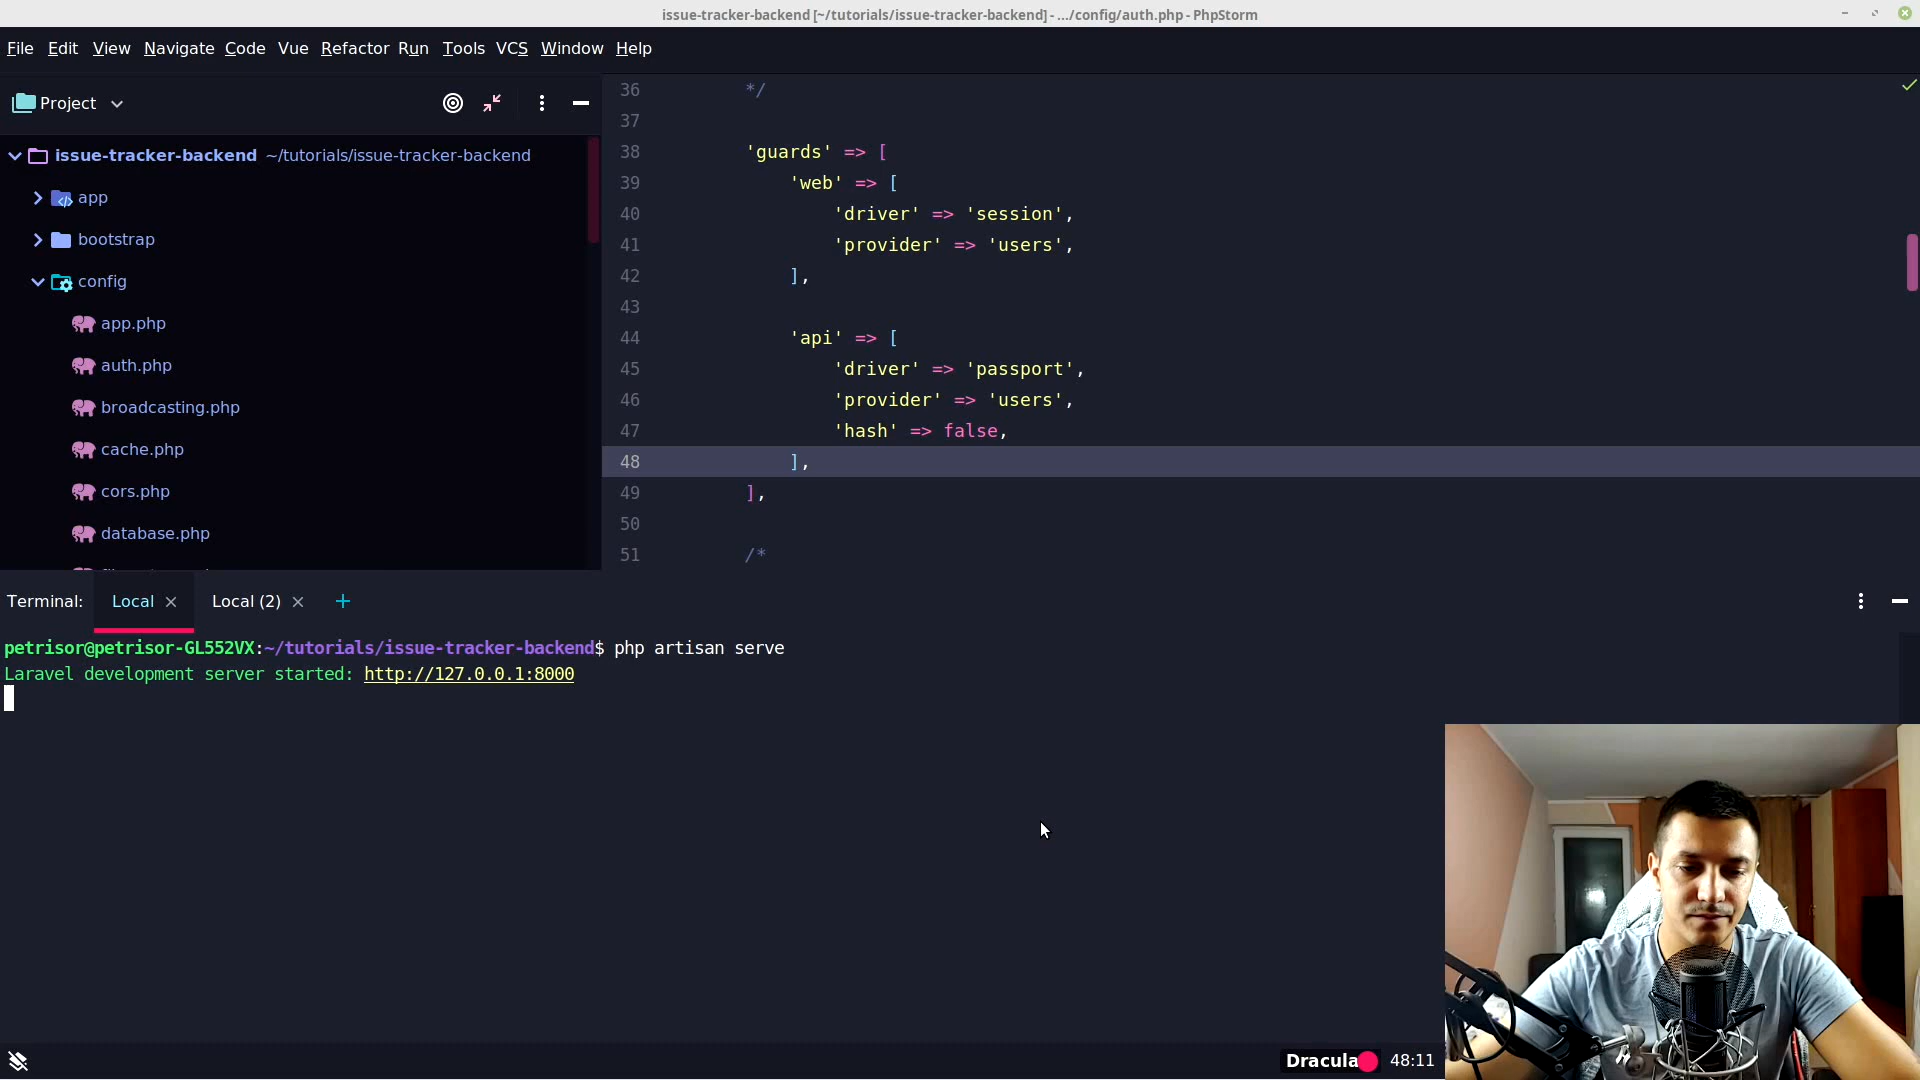 issue-tracker-backend [~/tutorials/issue-tracker-backend] - .../config/auth.php - PhpStorm
File Edit View Navigate Code Vue Refactor Run Tools VCS Window Help
Project
issue-tracker-backend ~/tutorials/issue-tracker-backend
app
bootstrap
config
app.php
auth.php
broadcasting.php
cache.php
cors.php
database.php
36 */
37
38 'guards' => [
39 'web' => [
40 'driver' => 'session',
41 'provider' => 'users',
42 ],
43
44 'api' => [
45 'driver' => 'passport',
46 'provider' => 'users',
47 'hash' => false,
48 ],
49 ],
50
51 /*
Terminal: Local × Local (2) × +
petrisor@petrisor-GL552VX:~/tutorials/issue-tracker-backend$ php artisan serve
Laravel development server started: http://127.0.0.1:8000
Dracula 48:11